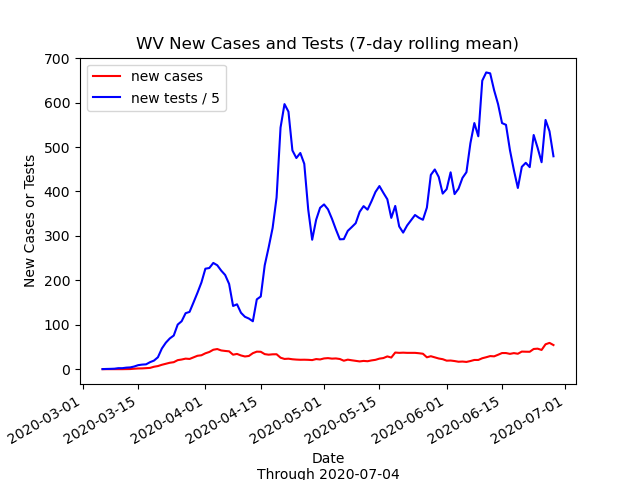 WV New Cases and Tests (7-day rolling mean)
new cases
new tests / 5
New Cases or Tests
700
600
500
400
300
200
100
0
2020-03-01
2020-03-15
2020-04-01
2020-04-15
2020-05-01
2020-05-15
2020-06-01
2020-06-15
2020-07-01
Date
Through 2020-07-04